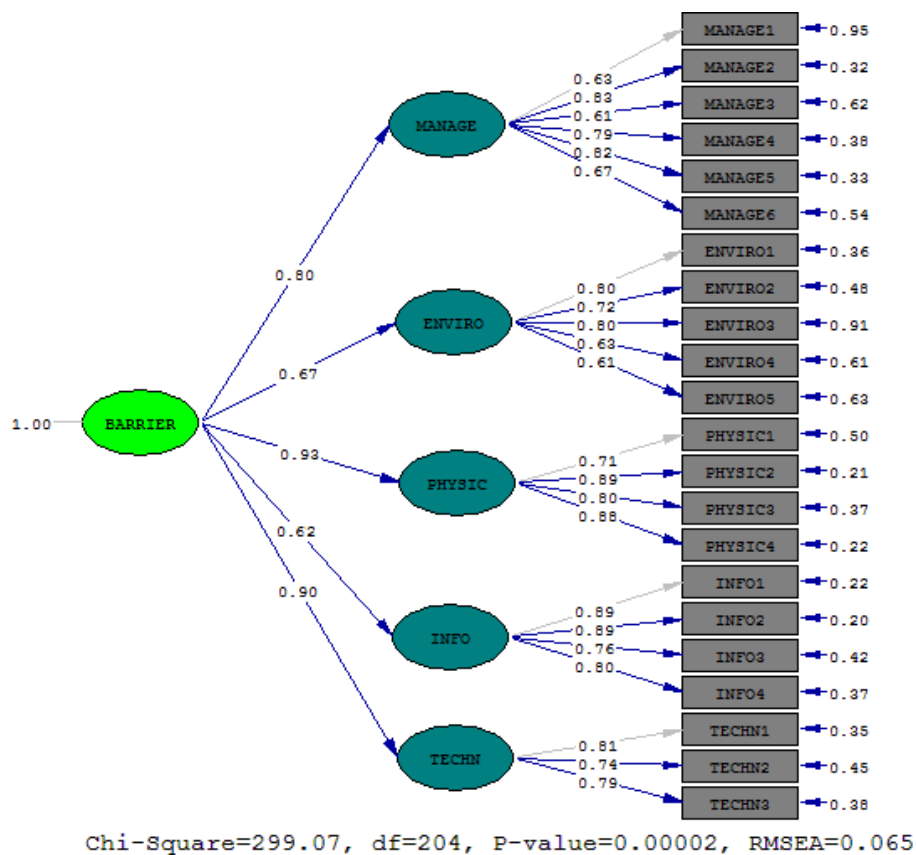 MANAGE1 0.95
0.63
MANAGE2 0.32
0.83
MANAGE3 0.62
0.61
MANAGE MANAGE4 0.38
0.79
MANAGE5 0.33
0.82
0.67
MANAGE6 0.54
ENVIRO1 0.36
0.80
0.80
ENVIRO2 0.48
0.72
ENVIRO ENVIRO3 0.91
0.80
ENVIRO4 0.61
0.63
0.67 0.61
ENVIRO5 0.63
1.00 BARRIER
PHYSIC1 0.50
0.93 0.71
PHYSIC2 0.21
0.89
PHYSIC PHYSIC3 0.37
0.80
0.88
PHYSIC4 0.22
0.62
INFO1 0.22
0.90 0.89
INFO2 0.20
0.89
INFO INFO3 0.42
0.76
0.80
INFO4 0.37
TECHN1 0.35
0.81
TECHN TECHN2 0.45
0.74
0.79
TECHN3 0.38
Chi-Square=299.07, df=204, P-value=0.00002, RMSEA=0.065